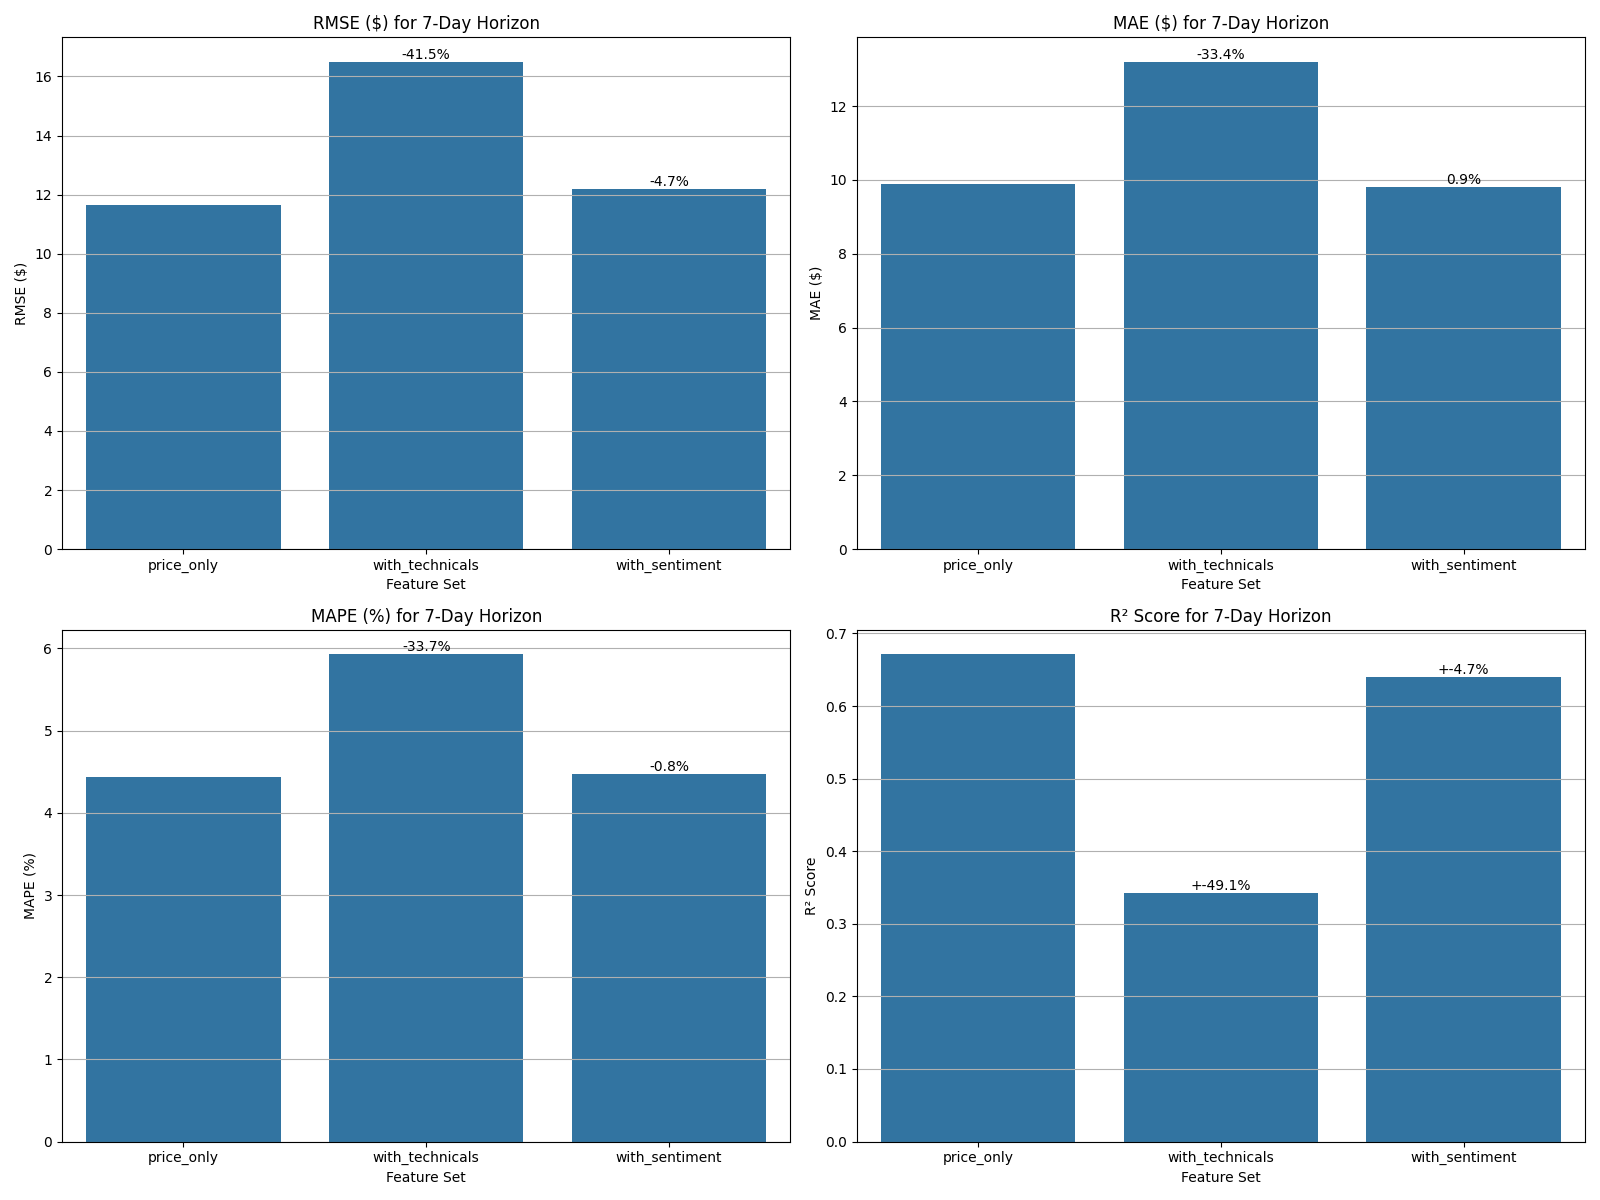 RMSE ($) for 7-Day Horizon
-41.5%
-4.7%
16
14
12
10
8
6
4
2
0
RMSE ($)
price_only
with_technicals
with_sentiment
Feature Set
MAE ($) for 7-Day Horizon
-33.4%
0.9%
12
10
8
6
4
2
0
MAE ($)
price_only
with_technicals
with_sentiment
Feature Set
MAPE (%) for 7-Day Horizon
-33.7%
-0.8%
6
5
4
3
2
1
0
MAPE (%)
price_only
with_technicals
with_sentiment
Feature Set
R² Score for 7-Day Horizon
+-4.7%
+-49.1%
0.7
0.6
0.5
0.4
0.3
0.2
0.1
0.0
R² Score
price_only
with_technicals
with_sentiment
Feature Set